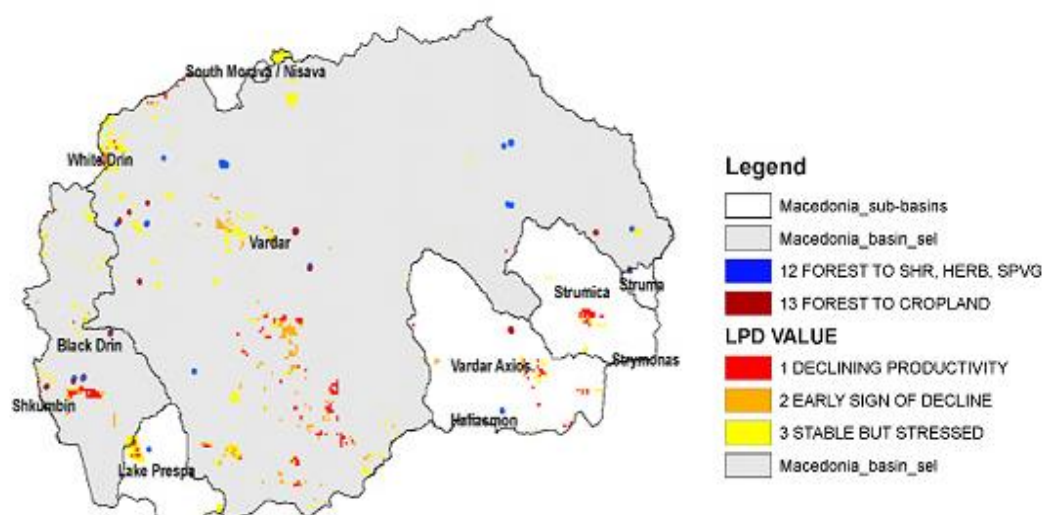 South Morava / Nisava
White Drin
Vardar
Struma
Strumica
Black Drin
Vardar Axios
Strymonas
Shkumbin
Haliasmon
Lake Prespa
d
Legend
Macedonia_sub-basins
Macedonia_basin_sel
12 FOREST TO SHR, HERB, SPVG
13 FOREST TO CROPLAND
LPD VALUE
1 DECLINING PRODUCTIVITY
2 EARLY SIGN OF DECLINE
3 STABLE BUT STRESSED
Macedonia_basin_sel